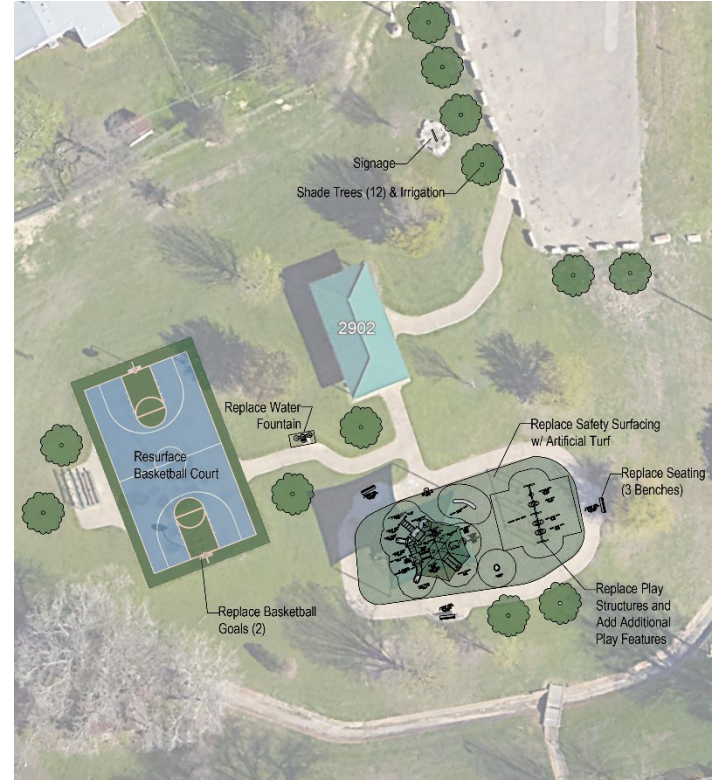 Signage
Shade Trees (12) & Irrigation
2902
Replace Water
Fountain
Replace Safety Surfacing
w/ Artificial Turf
Resurface
Basketball Court
Replace Seating
(3 Benches)
Replace Basketball
Goals (2)
Replace Play
Structures and
Add Additional
Play Features